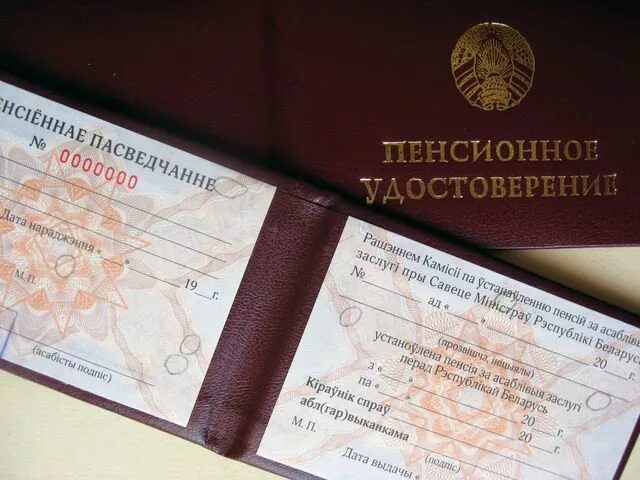 ПЕНСИОННОЕ
УДОСТОВЕРЕНИЕ
ЕНСІЁННАЕ ПАСВЕДЧАННЕ
№ 0000000
Дата нараджэння « »
19 г.
М. П.
(асабісты подпіс)
Рашэннем Камісіі па ўстанаўленню пенсій за асаблівыя
заслугі пры Савеце Міністраў Рэспублікі Беларусь
№ ад « » 20 г.
(прозвішча, ініцыялы)
устаноўлена пенсія за асаблівыя заслугі
перад Рэспублікай Беларусь
з « » 20 г.
па « » 20 г.
Кіраўнік спраў
абл(гар)выканкама
(подпіс)
М. П.
Дата выдачы «